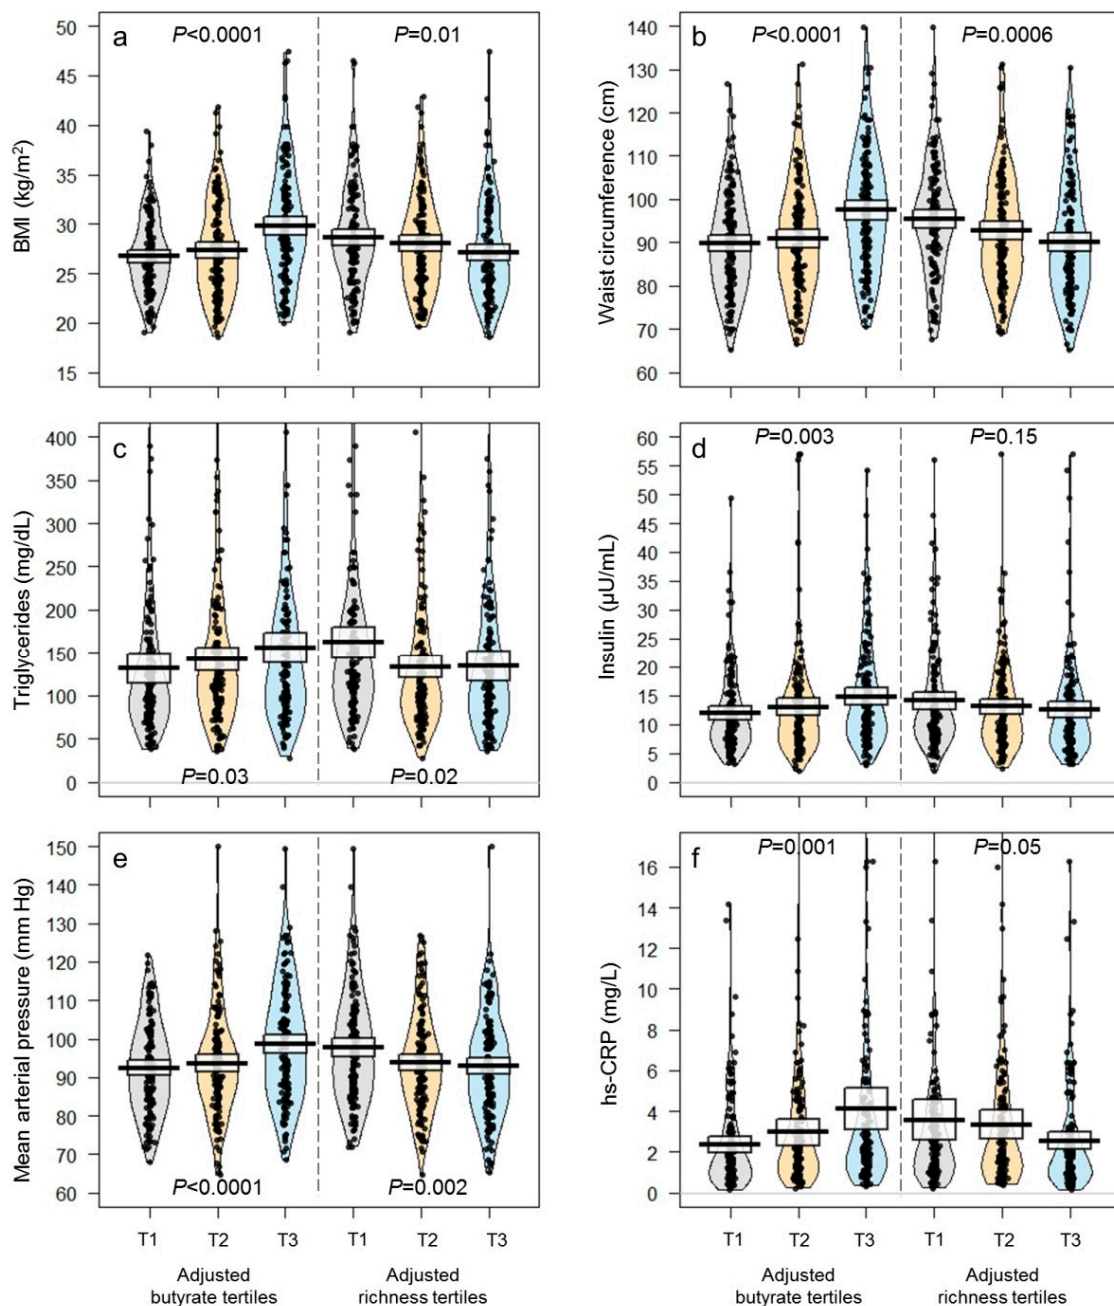 a
P<0.0001
P=0.01
BMI (kg/m²)
50
45
40
35
30
25
20
15
b
P<0.0001
P=0.0006
Waist circumference (cm)
140
130
120
110
100
90
80
70
60
c
Triglycerides (mg/dL)
400
350
300
250
200
150
100
50
0
P=0.03
P=0.02
d
P=0.003
P=0.15
Insulin (µU/mL)
60
55
50
45
40
35
30
25
20
15
10
5
0
e
Mean arterial pressure (mm Hg)
150
140
130
120
110
100
90
80
70
60
P<0.0001
P=0.002
f
P=0.001
P=0.05
hs-CRP (mg/L)
16
14
12
10
8
6
4
2
0
T1 T2 T3 T1 T2 T3
Adjusted
butyrate tertiles
Adjusted
richness tertiles
T1 T2 T3 T1 T2 T3
Adjusted
butyrate tertiles
Adjusted
richness tertiles